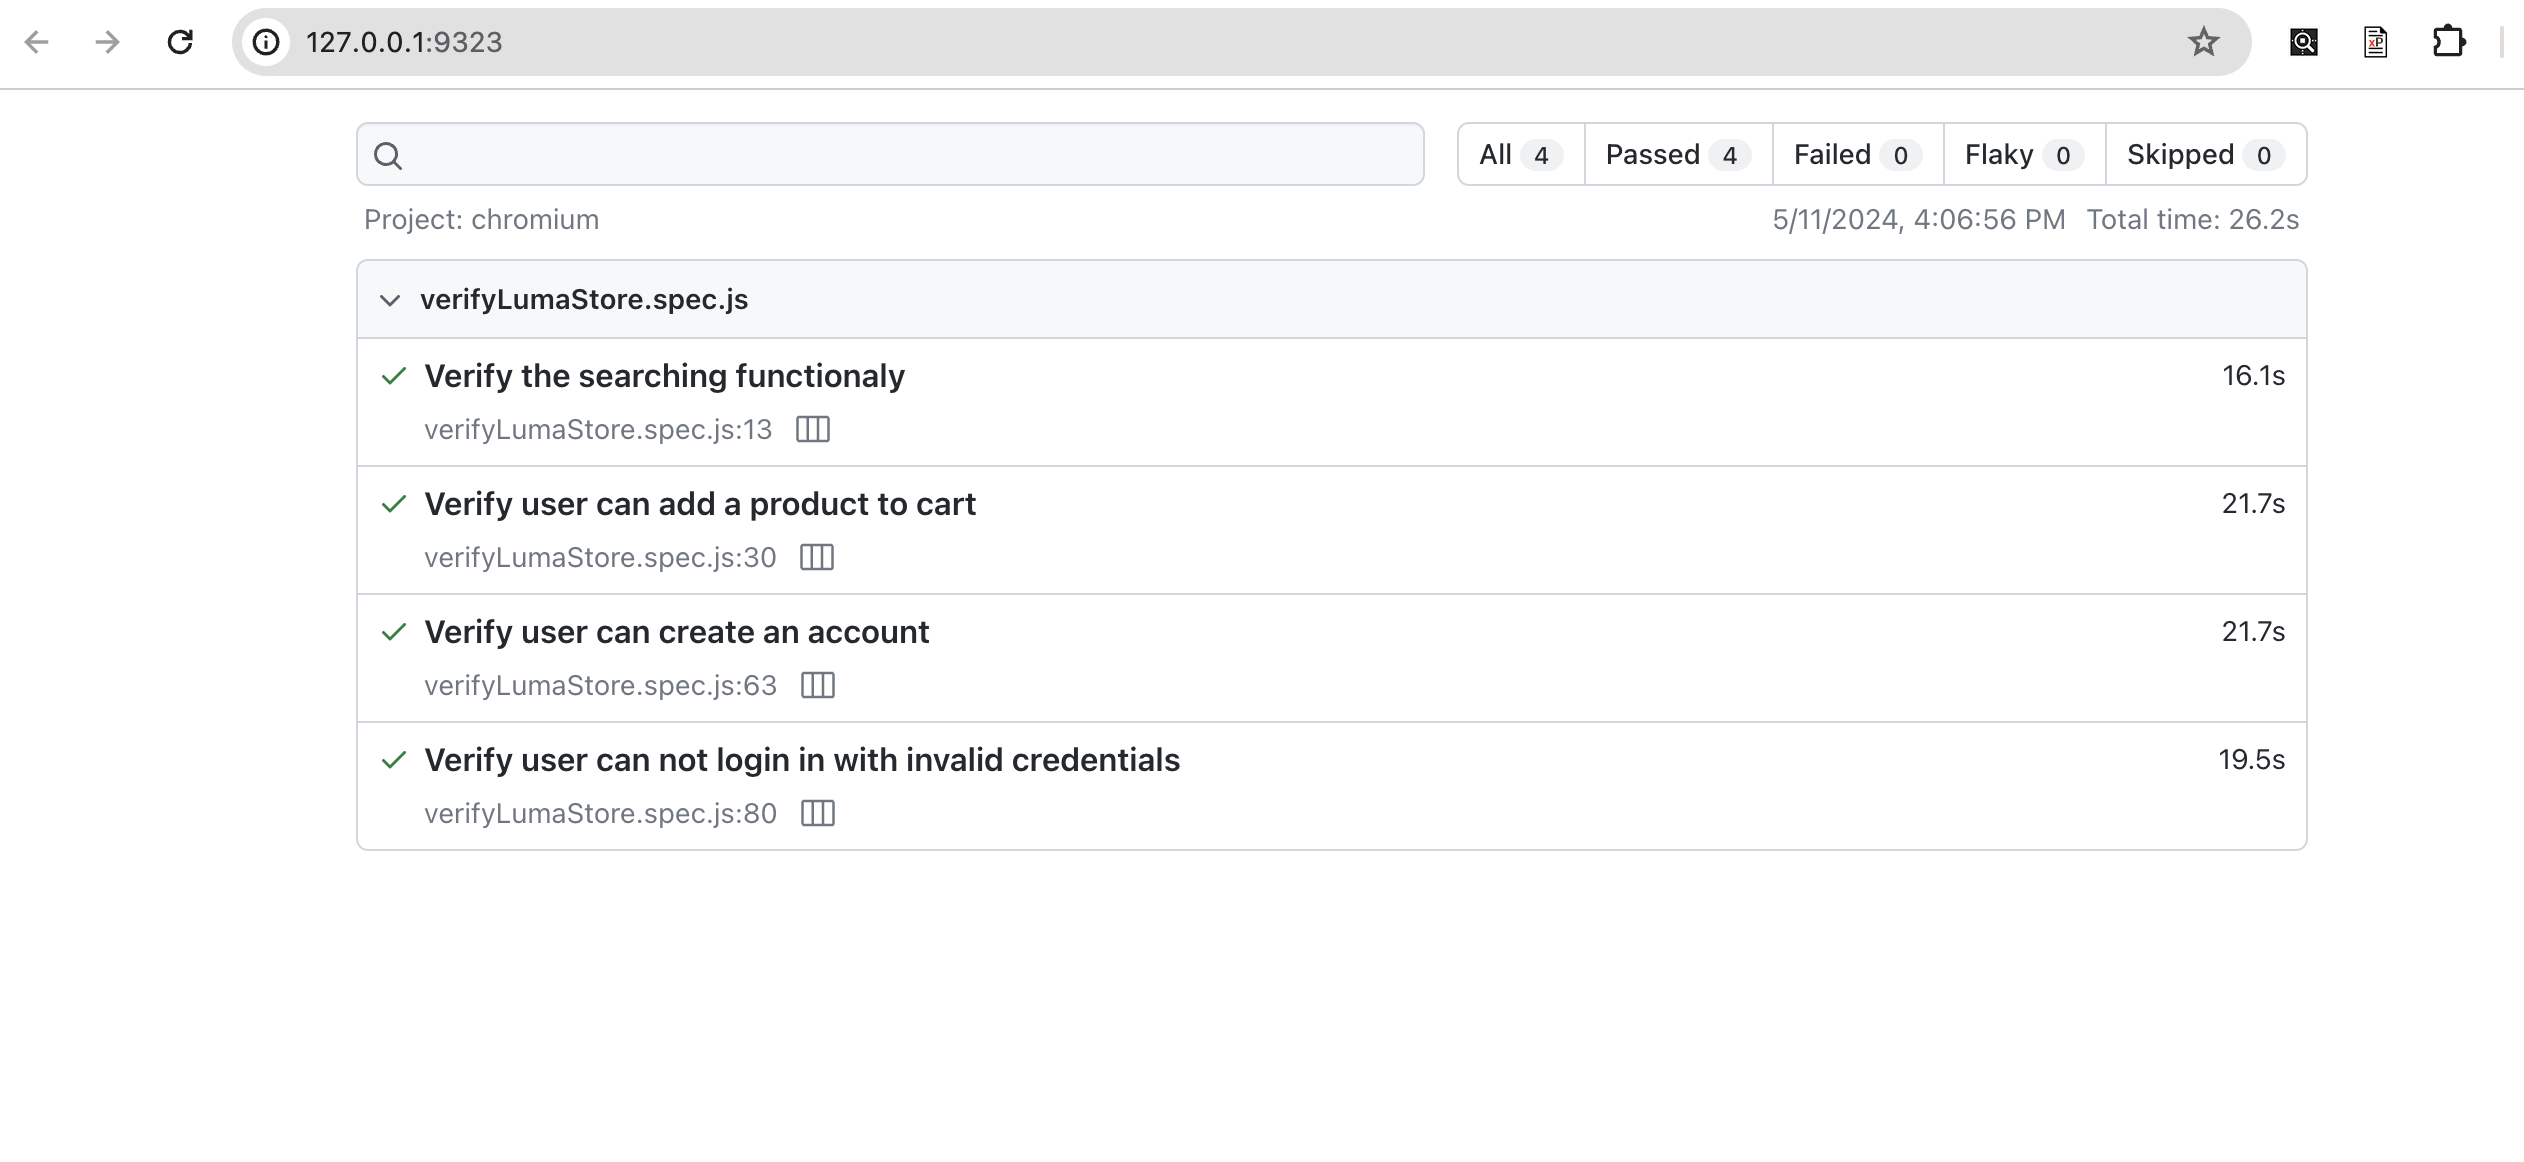 127.0.0.1:9323
All 4 Passed 4 Failed 0 Flaky 0 Skipped 0
Project: chromium 5/11/2024, 4:06:56 PM Total time: 26.2s
verifyLumaStore.spec.js
Verify the searching functionaly 16.1s
verifyLumaStore.spec.js:13
Verify user can add a product to cart 21.7s
verifyLumaStore.spec.js:30
Verify user can create an account 21.7s
verifyLumaStore.spec.js:63
Verify user can not login in with invalid credentials 19.5s
verifyLumaStore.spec.js:80
xP